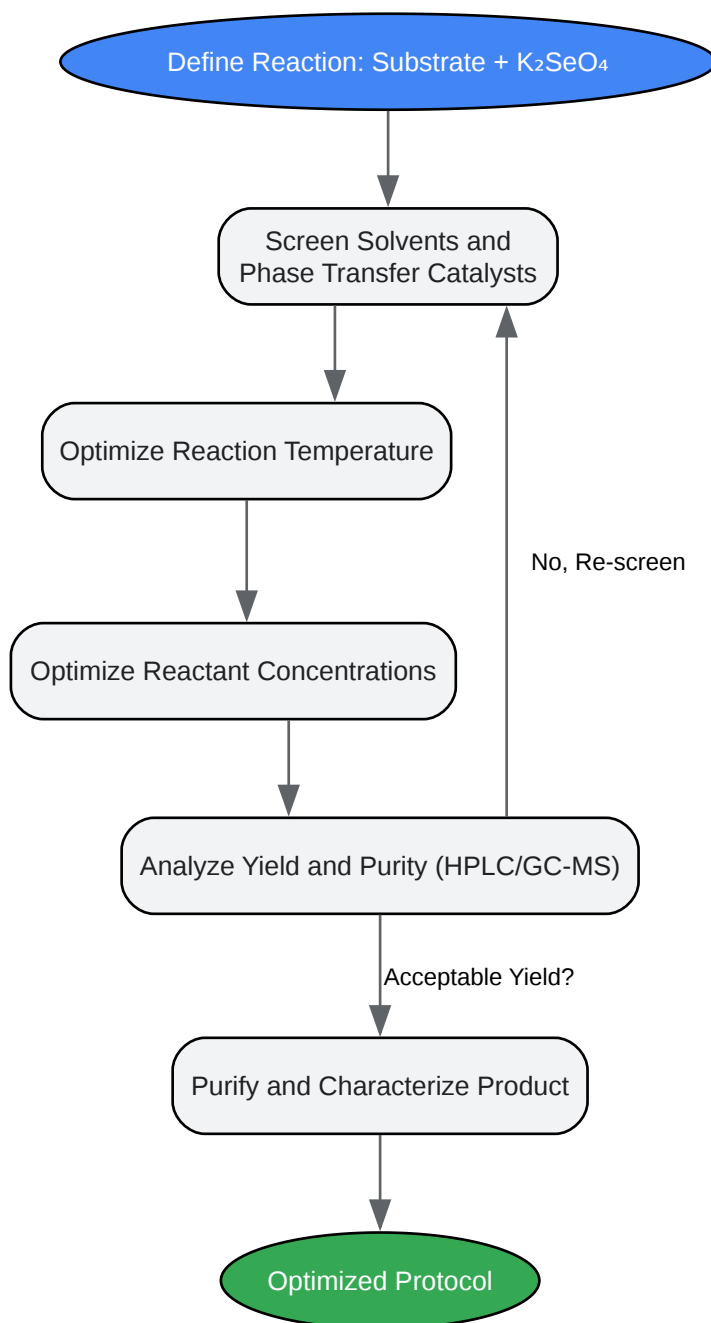 Define Reaction: Substrate + K₂SeO₄
Screen Solvents and
Phase Transfer Catalysts
Optimize Reaction Temperature
No, Re-screen
Optimize Reactant Concentrations
Analyze Yield and Purity (HPLC/GC-MS)
Acceptable Yield?
Purify and Characterize Product
Optimized Protocol